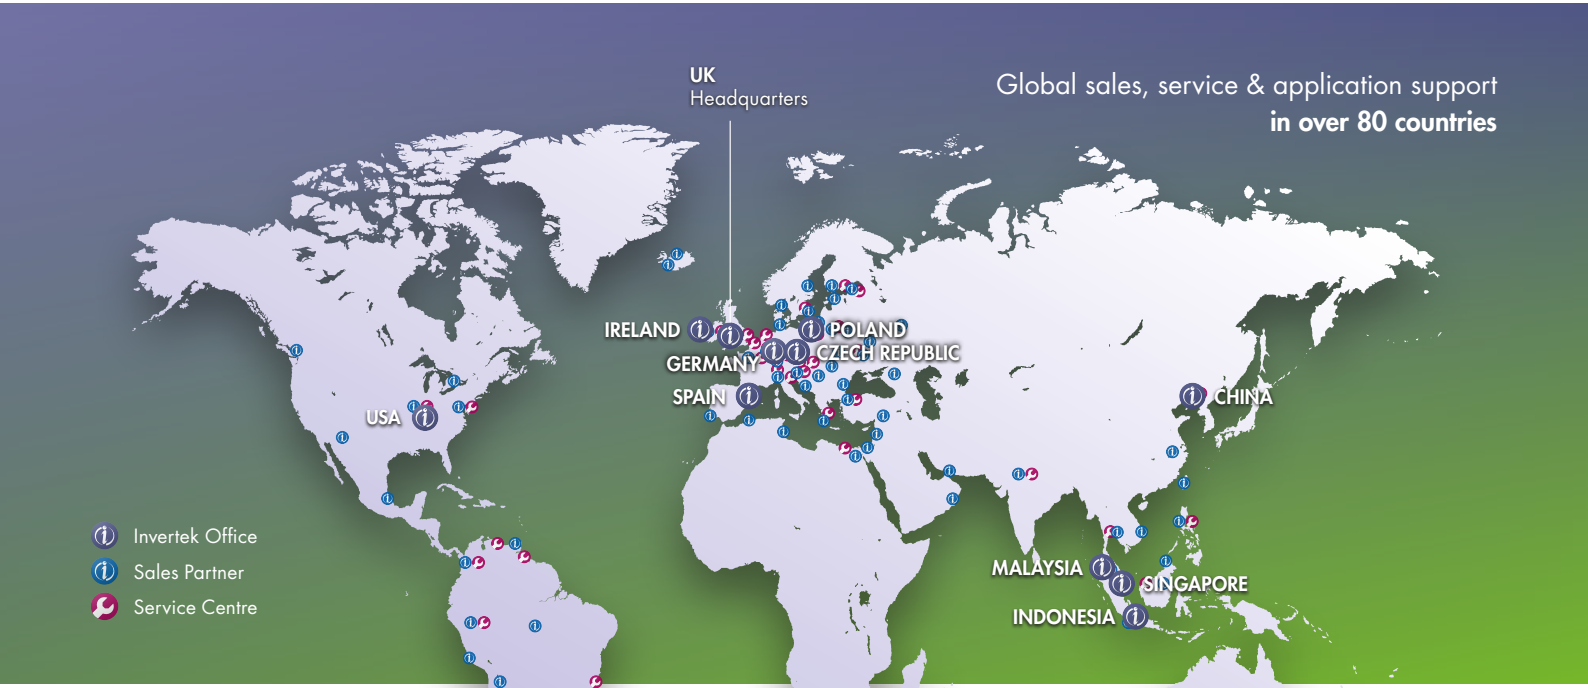 UK
Headquarters
Global sales, service & application support
in over 80 countries
IRELAND
POLAND
GERMANY
CZECH REPUBLIC
SPAIN
USA
CHINA
Invertek Office
Sales Partner
Service Centre
MALAYSIA
SINGAPORE
INDONESIA